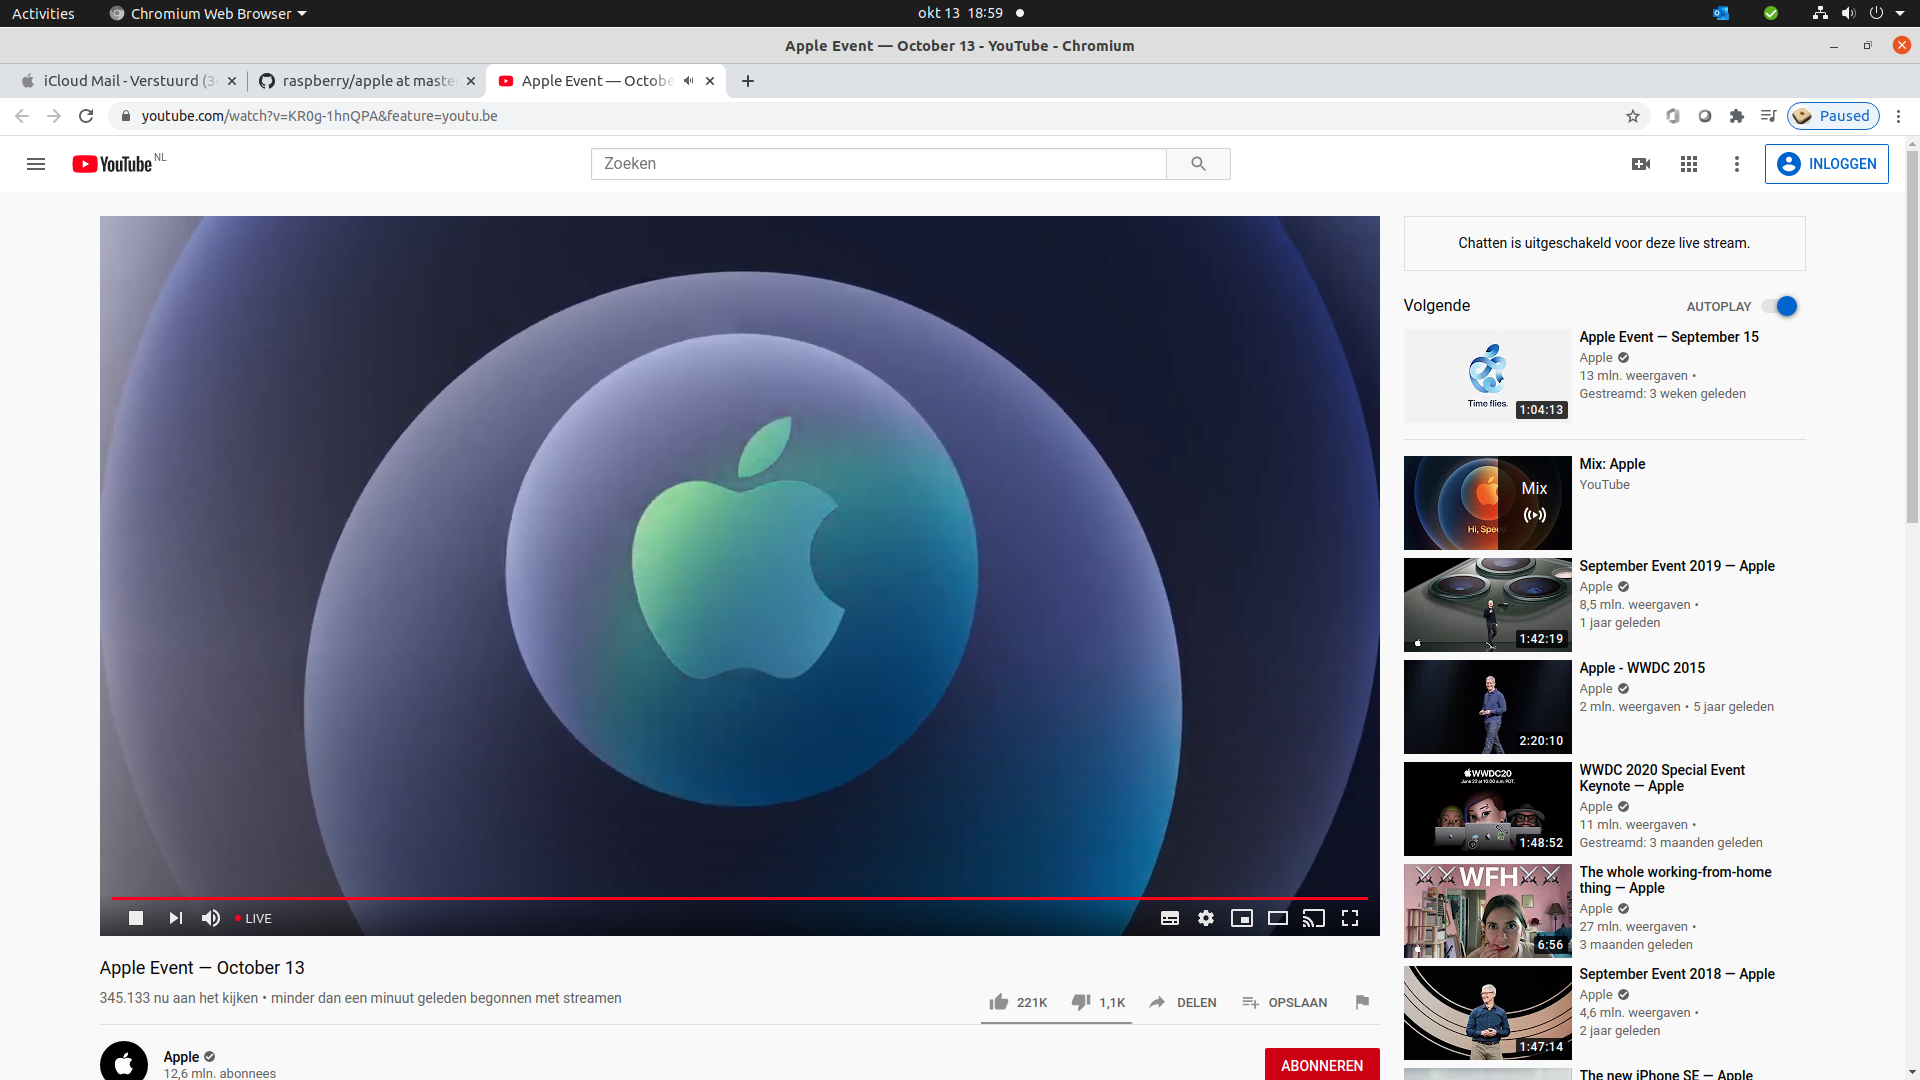 Activities
Chromium Web Browser
okt 13 18:59
Apple Event — October 13 - YouTube - Chromium
iCloud Mail - Verstuurd (3
raspberry/apple at maste
Apple Event — Octobe
youtube.com/watch?v=KR0g-1hnQPA&feature=youtu.be
Paused
YouTube NL
Zoeken
INLOGGEN
LIVE
Apple Event — October 13
345.133 nu aan het kijken • minder dan een minuut geleden begonnen met streamen
221K
1,1K
DELEN
OPSLAAN
Apple
12,6 mln. abonnees
ABONNEREN
Chatten is uitgeschakeld voor deze live stream.
Volgende
AUTOPLAY
Time flies.
1:04:13
Apple Event — September 15
Apple
13 mln. weergaven •
Gestreamd: 3 weken geleden
Hi, Speed.
Mix
Mix: Apple
YouTube
1:42:19
September Event 2019 — Apple
Apple
8,5 mln. weergaven •
1 jaar geleden
2:20:10
Apple - WWDC 2015
Apple
2 mln. weergaven • 5 jaar geleden
WWDC20
June 22 at 10:00 a.m. PDT.
1:48:52
WWDC 2020 Special Event
Keynote — Apple
Apple
11 mln. weergaven •
Gestreamd: 3 maanden geleden
WFH
6:56
The whole working-from-home
thing — Apple
Apple
27 mln. weergaven •
3 maanden geleden
1:47:14
September Event 2018 — Apple
Apple
4,6 mln. weergaven •
2 jaar geleden
The new iPhone SE — Apple